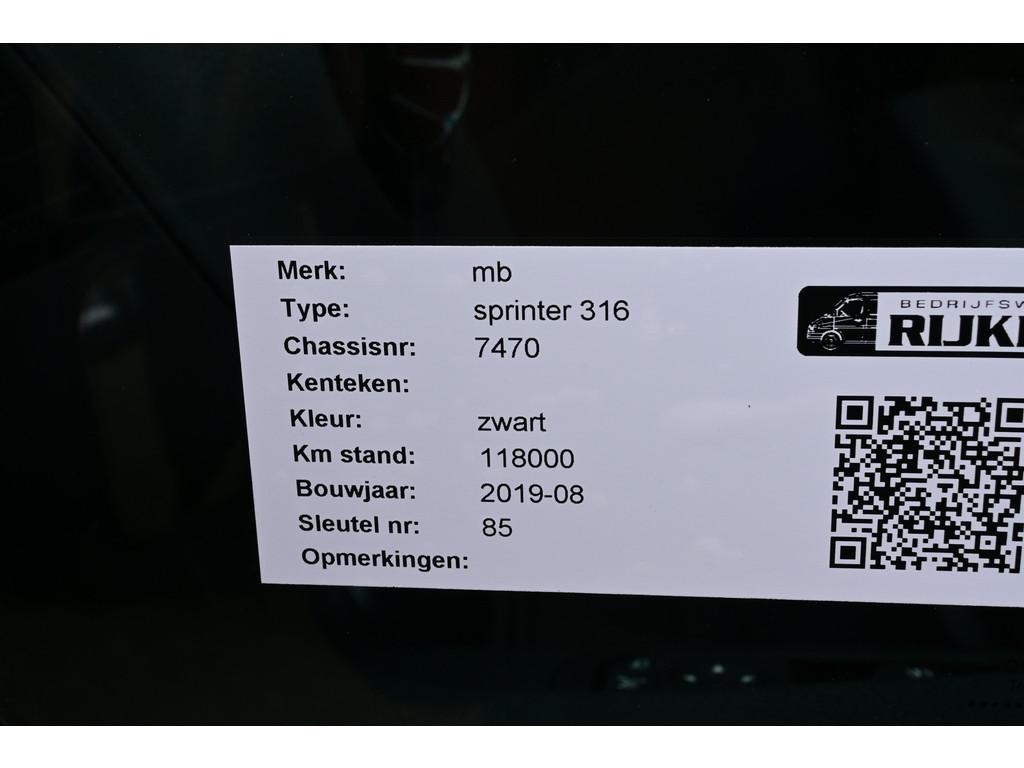 Merk: mb
Type: sprinter 316
Chassisnr: 7470
Kenteken:
Kleur: zwart
Km stand: 118000
Bouwjaar: 2019-08
Sleutel nr: 85
Opmerkingen: